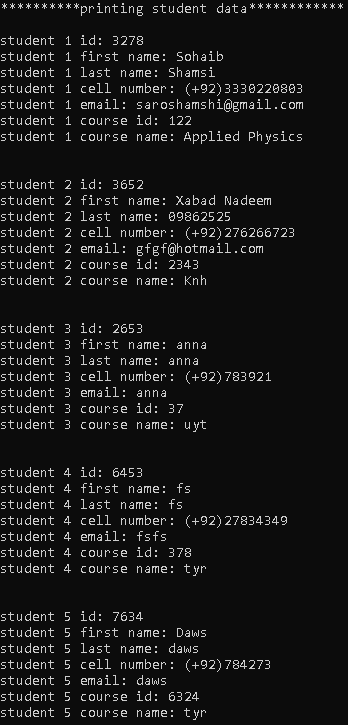 **********printing student data************
student 1 id: 3278
student 1 first name: Sohaib
student 1 last name: Shamsi
student 1 cell number: (+92)3330220803
student 1 email: saroshamshi@gmail.com
student 1 course id: 122
student 1 course name: Applied Physics
student 2 id: 3652
student 2 first name: Xabad Nadeem
student 2 last name: 09862525
student 2 cell number: (+92)276266723
student 2 email: gfgf@hotmail.com
student 2 course id: 2343
student 2 course name: Knh
student 3 id: 2653
student 3 first name: anna
student 3 last name: anna
student 3 cell number: (+92)783921
student 3 email: anna
student 3 course id: 37
student 3 course name: uyt
student 4 id: 6453
student 4 first name: fs
student 4 last name: fs
student 4 cell number: (+92)27834349
student 4 email: fsfs
student 4 course id: 378
student 4 course name: tyr
student 5 id: 7634
student 5 first name: Daws
student 5 last name: daws
student 5 cell number: (+92)784273
student 5 email: daws
student 5 course id: 6324
student 5 course name: tyr